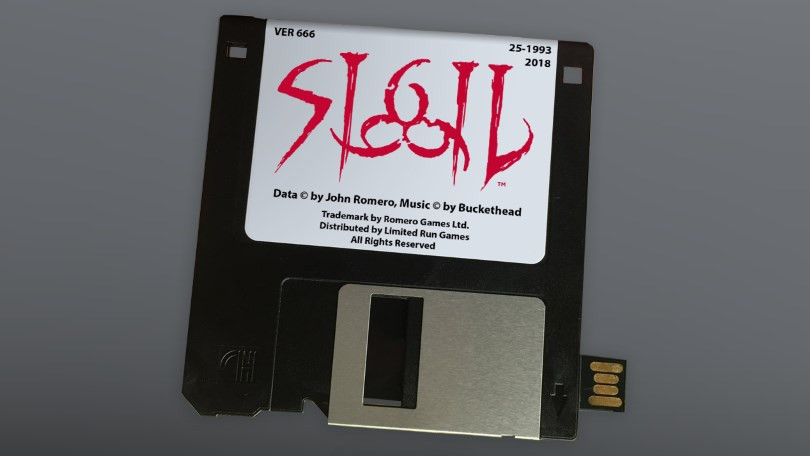 VER 666
25-1993
2018
SIGIL
™
Data © by John Romero, Music © by Buckethead
Trademark by Romero Games Ltd.
Distributed by Limited Run Games
All Rights Reserved
HD